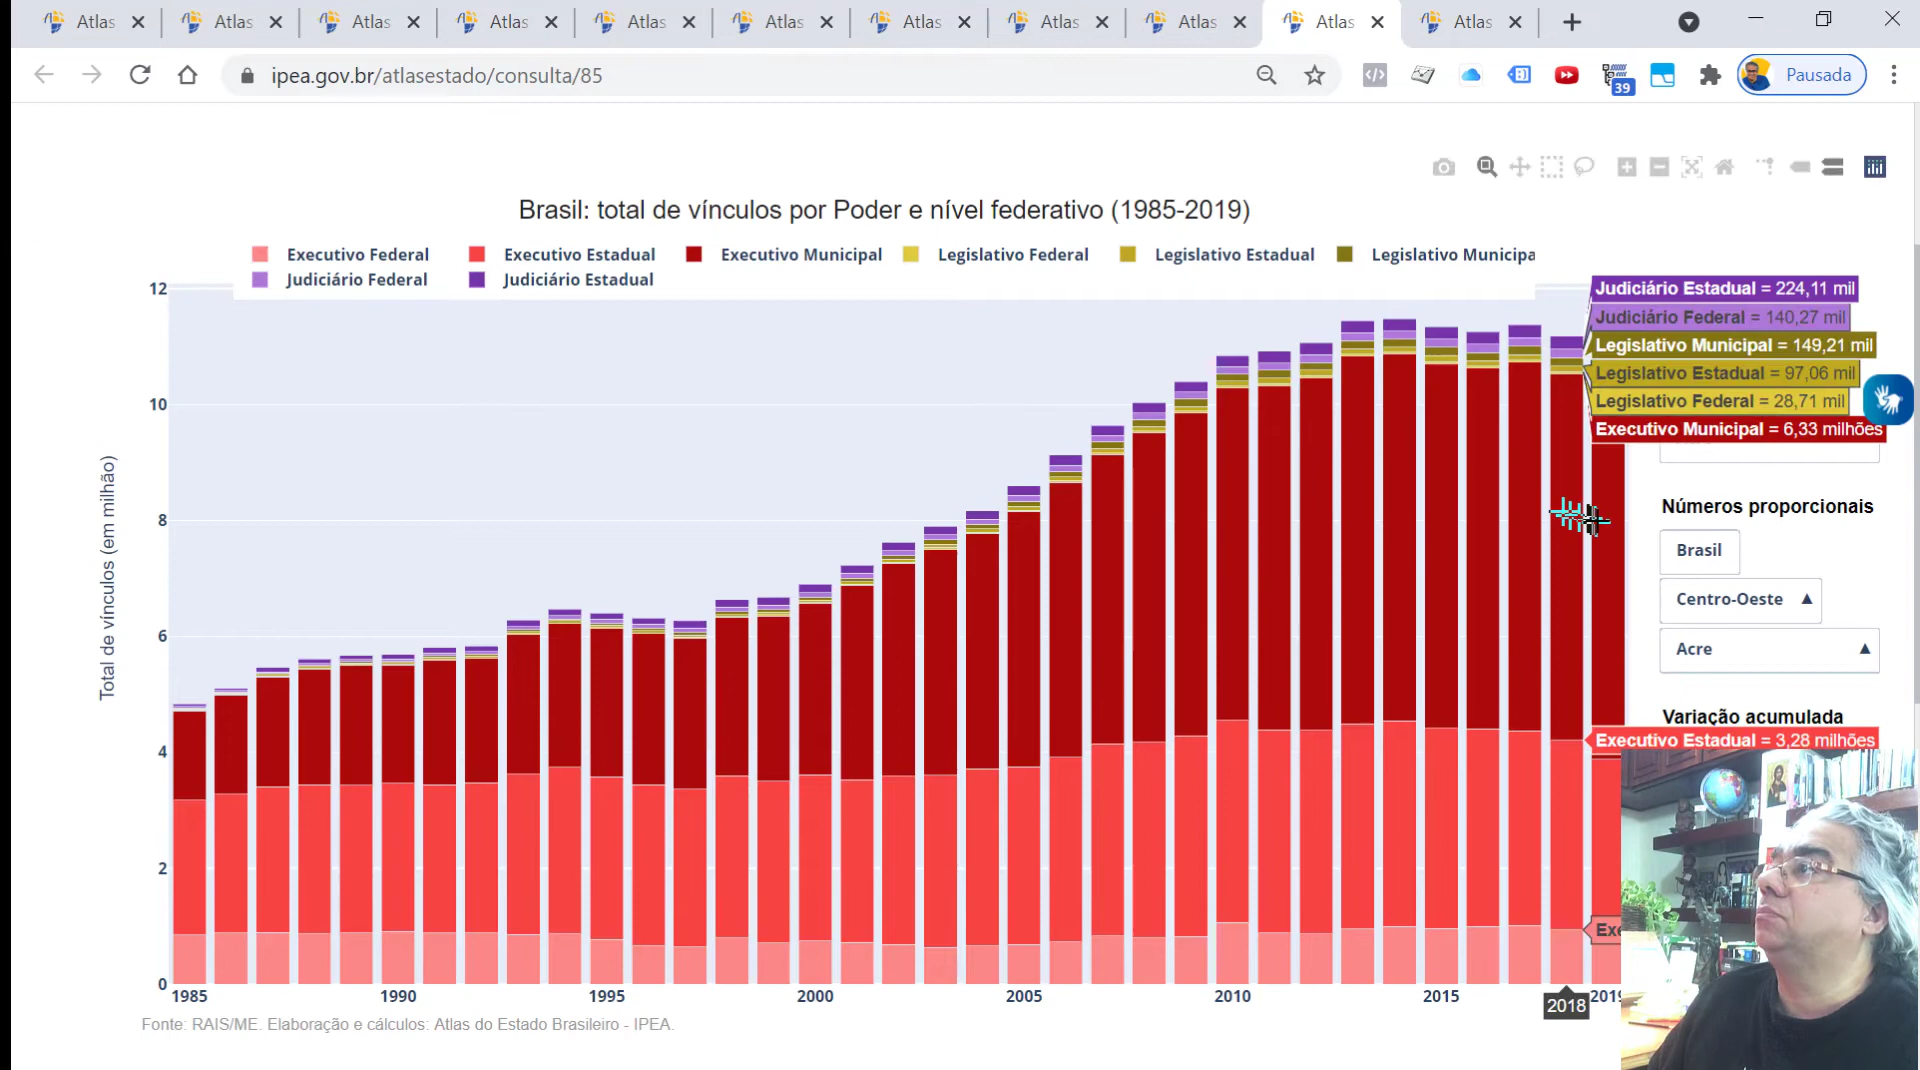 Atlas Atlas Atlas Atlas Atlas Atlas Atlas Atlas Atlas Atlas Atlas
ipea.gov.br/atlasestado/consulta/85
39
Pausada
Brasil: total de vínculos por Poder e nível federativo (1985-2019)
Executivo Federal Executivo Estadual Executivo Municipal Legislativo Federal Legislativo Estadual Legislativo Municipa
Judiciário Federal Judiciário Estadual
Total de vínculos (em milhão)
12
10
8
6
4
2
0
Judiciário Estadual = 224,11 mil
Judiciário Federal = 140,27 mil
Legislativo Municipal = 149,21 mil
Legislativo Estadual = 97,06 mil
Legislativo Federal = 28,71 mil
Executivo Municipal = 6,33 milhões
Números proporcionais
Brasil
Centro-Oeste ▲
Acre ▲
Variação acumulada
Executivo Estadual = 3,28 milhões
Exe
1985 1990 1995 2000 2005 2010 2015 2018 2019
Fonte: RAIS/ME. Elaboração e cálculos: Atlas do Estado Brasileiro - IPEA.